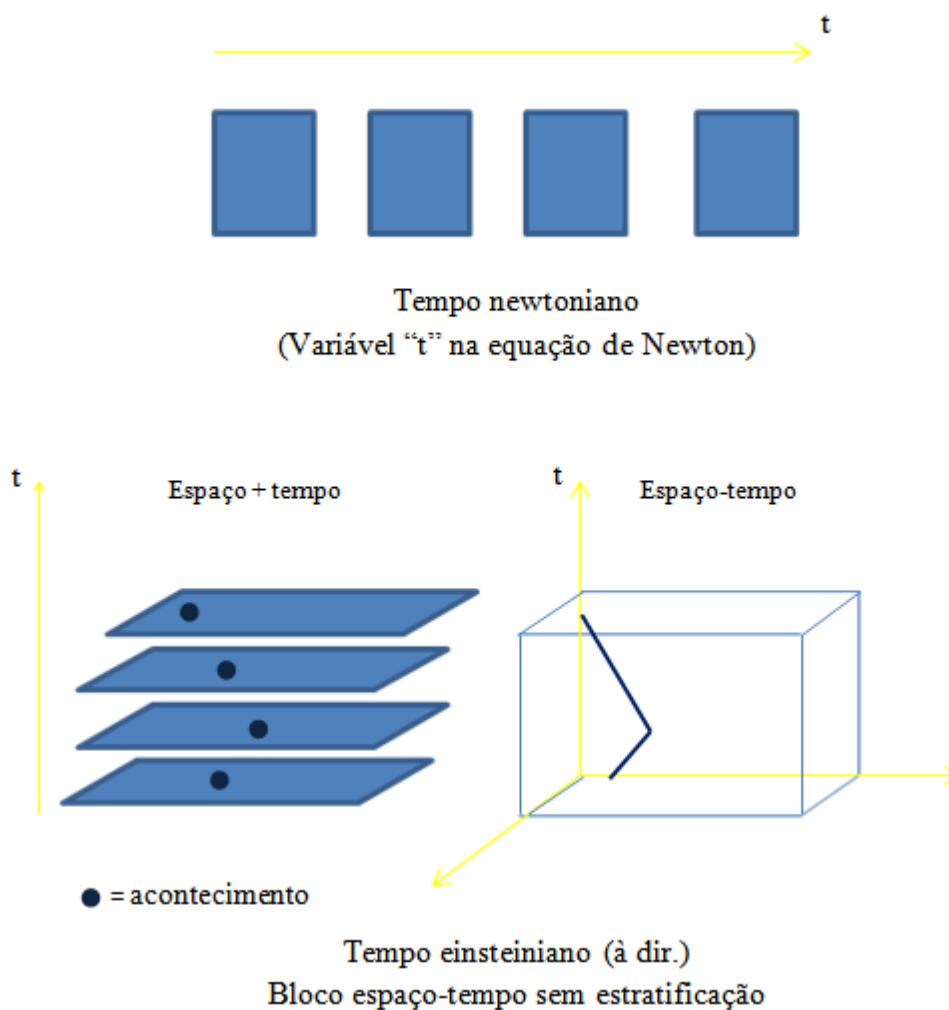 t
Tempo newtoniano
(Variável “t” na equação de Newton)
t
Espaço + tempo
t
Espaço-tempo
= acontecimento
Tempo einsteiniano (à dir.)
Bloco espaço-tempo sem estratificação